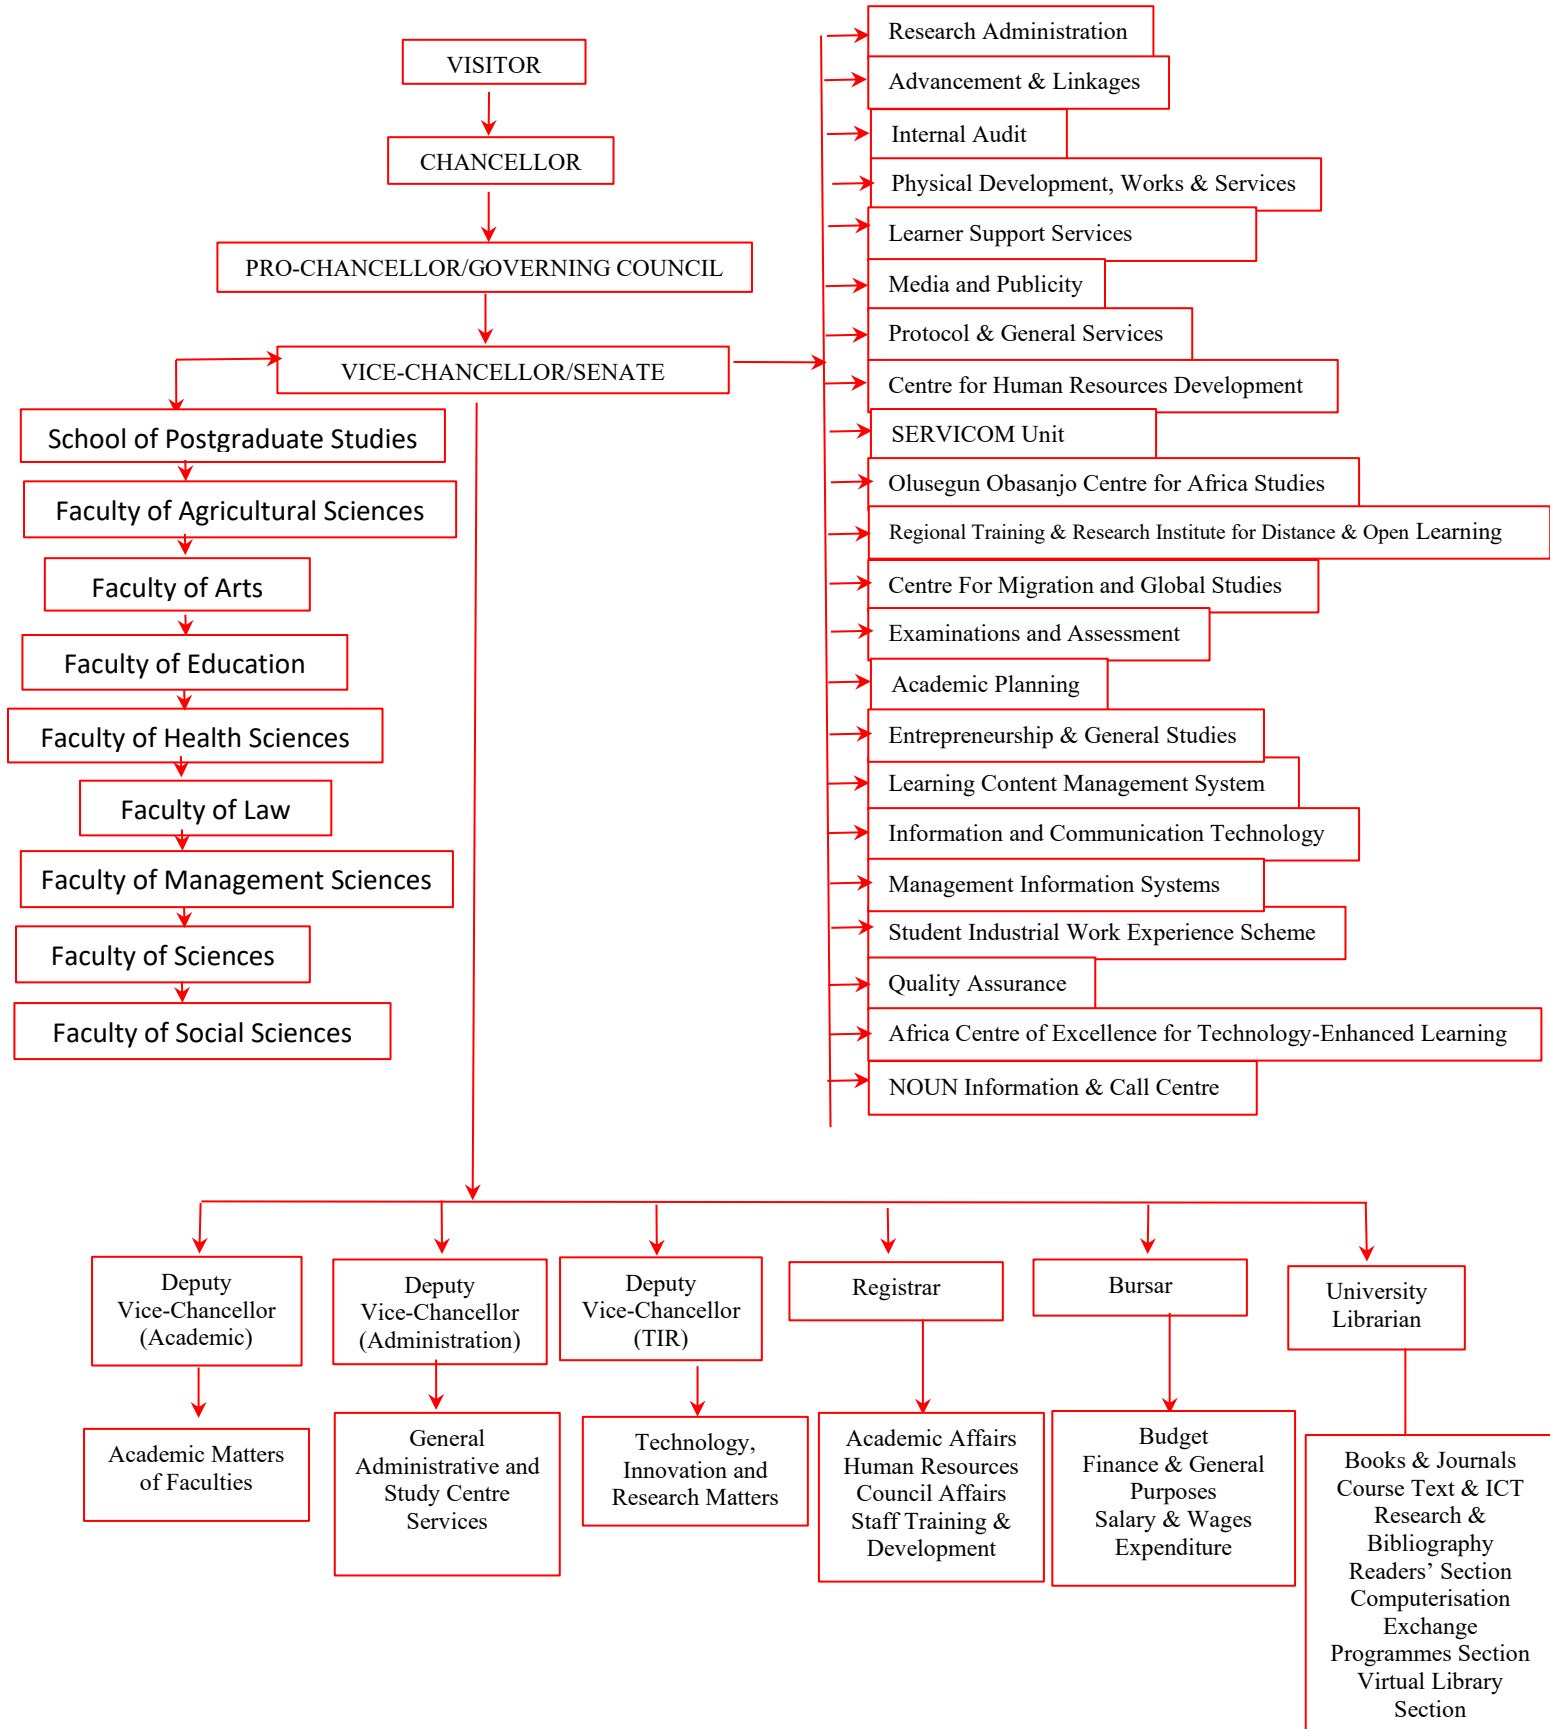 VISITOR
CHANCELLOR
PRO-CHANCELLOR/GOVERNING COUNCIL
VICE-CHANCELLOR/SENATE
School of Postgraduate Studies
Faculty of Agricultural Sciences
Faculty of Arts
Faculty of Education
Faculty of Health Sciences
Faculty of Law
Faculty of Management Sciences
Faculty of Sciences
Faculty of Social Sciences
Research Administration
Advancement & Linkages
Internal Audit
Physical Development, Works & Services
Learner Support Services
Media and Publicity
Protocol & General Services
Centre for Human Resources Development
SERVICOM Unit
Olusegun Obasanjo Centre for Africa Studies
Regional Training & Research Institute for Distance & Open Learning
Centre For Migration and Global Studies
Examinations and Assessment
Academic Planning
Entrepreneurship & General Studies
Learning Content Management System
Information and Communication Technology
Management Information Systems
Student Industrial Work Experience Scheme
Quality Assurance
Africa Centre of Excellence for Technology-Enhanced Learning
NOUN Information & Call Centre
Deputy
Vice-Chancellor
(Academic)
Deputy
Vice-Chancellor
(Administration)
Deputy
Vice-Chancellor
(TIR)
Registrar
Bursar
University
Librarian
Academic Matters
of Faculties
General
Administrative and
Study Centre
Services
Technology,
Innovation and
Research Matters
Academic Affairs
Human Resources
Council Affairs
Staff Training &
Development
Budget
Finance & General
Purposes
Salary & Wages
Expenditure
Books & Journals
Course Text & ICT
Research &
Bibliography
Readers’ Section
Computerisation
Exchange
Programmes Section
Virtual Library
Section